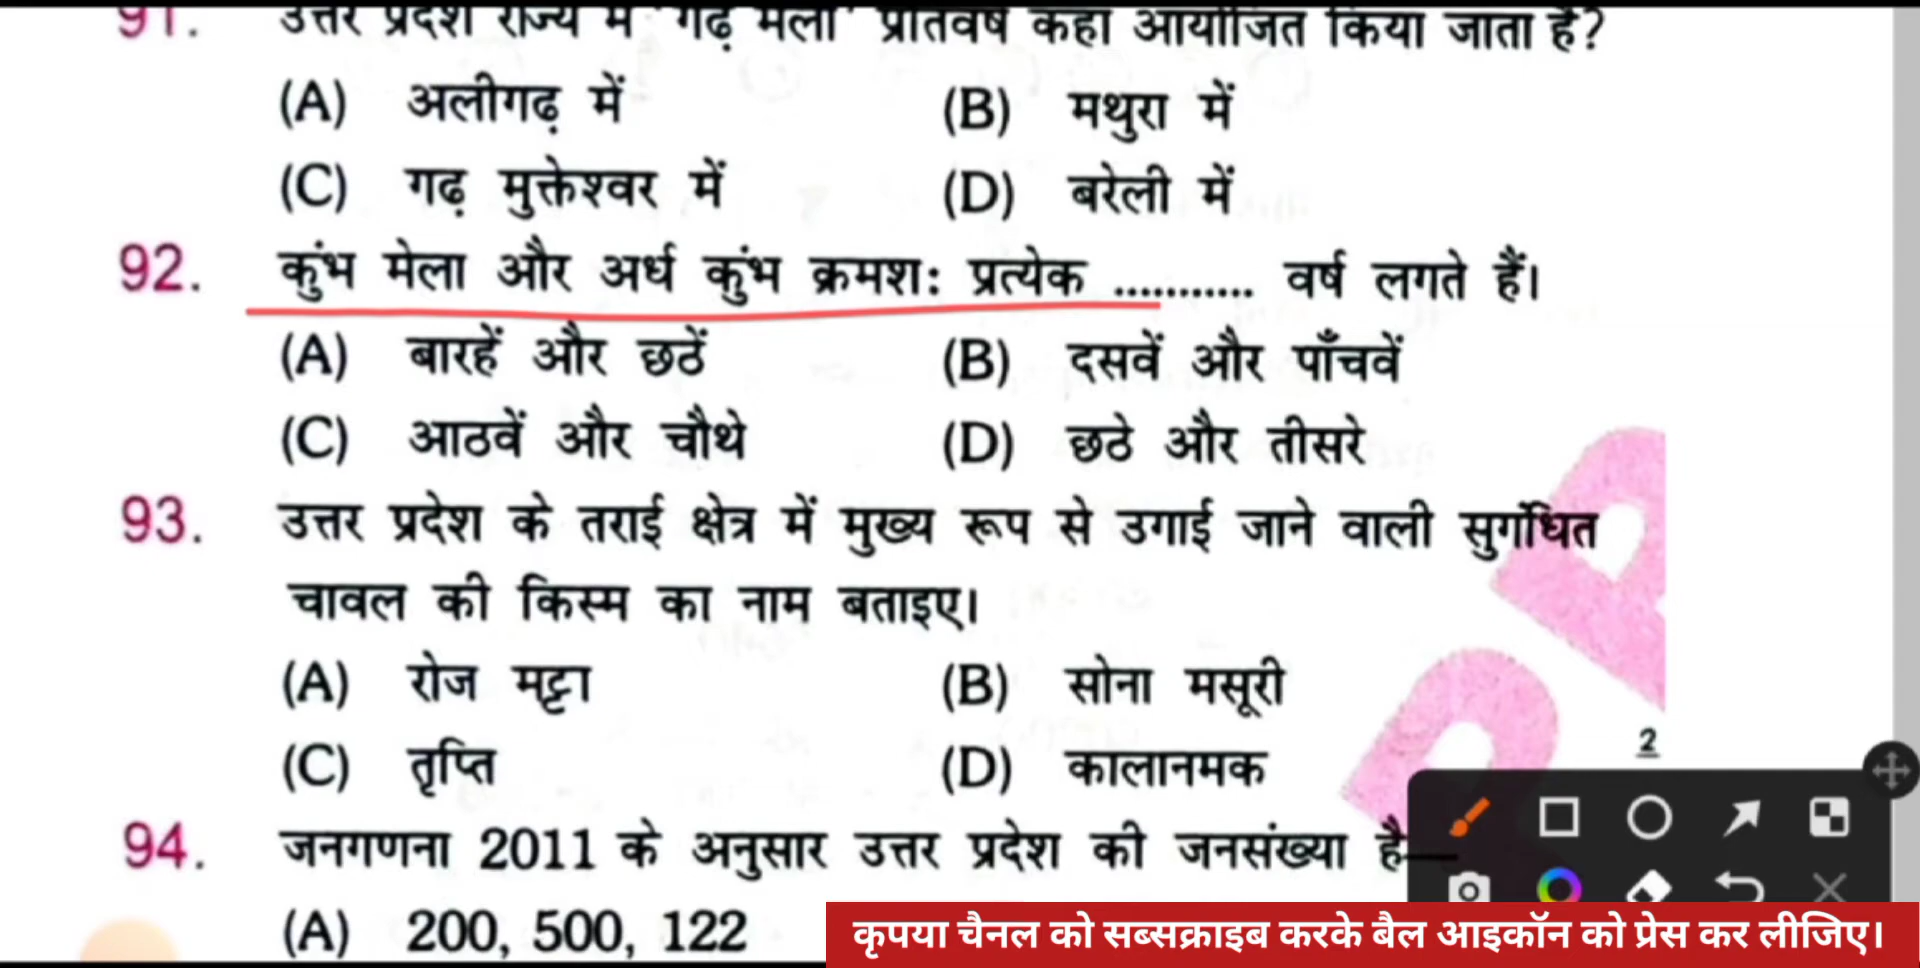 91. उत्तर प्रदेश राज्य में 'गढ़ मेला' प्रतिवर्ष कहाँ आयोजित किया जाता है?
(A) अलीगढ़ में (B) मथुरा में
(C) गढ़ मुक्तेश्वर में (D) बरेली में
92. कुंभ मेला और अर्ध कुंभ क्रमशः प्रत्येक ........... वर्ष लगते हैं।
(A) बारहें और छठें (B) दसवें और पाँचवें
(C) आठवें और चौथे (D) छठे और तीसरे
93. उत्तर प्रदेश के तराई क्षेत्र में मुख्य रूप से उगाई जाने वाली सुगंधित
चावल की किस्म का नाम बताइए।
(A) रोज मट्टा (B) सोना मसूरी
(C) तृप्ति (D) कालानमक
2
94. जनगणना 2011 के अनुसार उत्तर प्रदेश की जनसंख्या है—
(A) 200, 500, 122
कृपया चैनल को सब्सक्राइब करके बैल आइकॉन को प्रेस कर लीजिए।